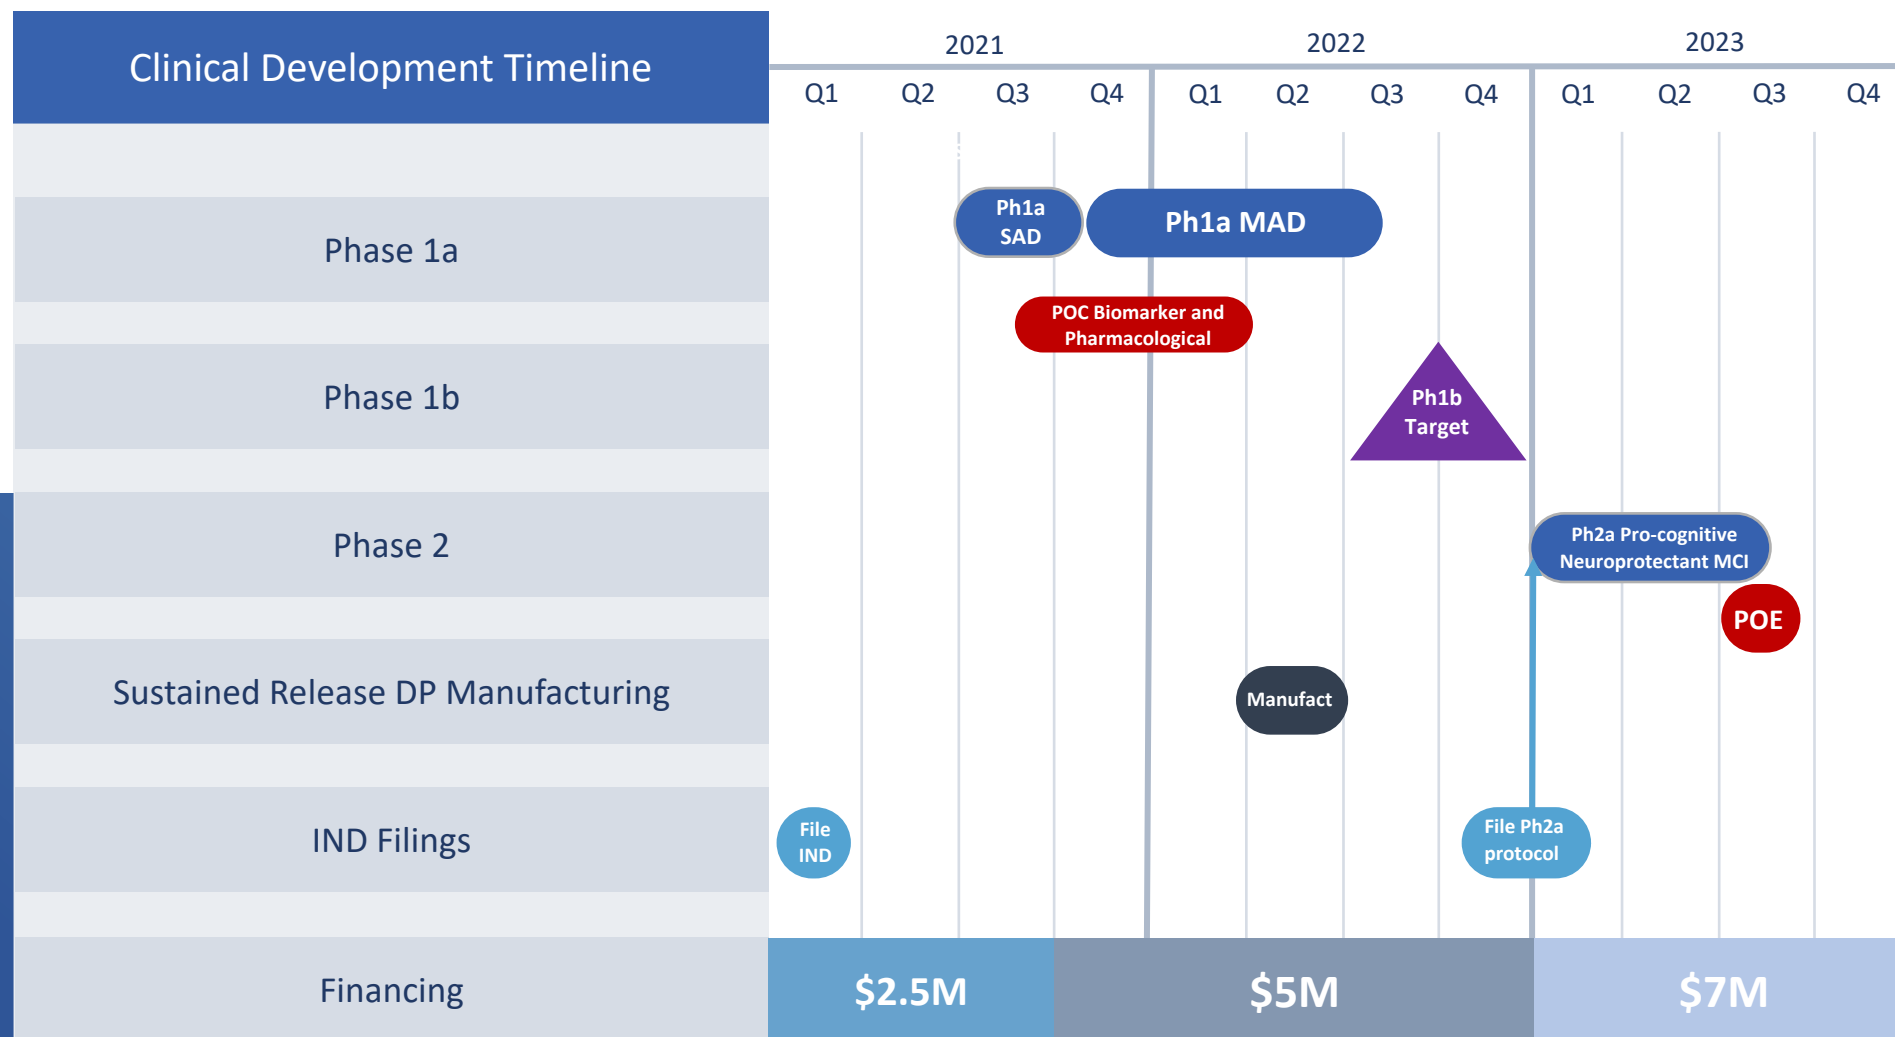 Clinical Development Timeline
2021
2022
2023
Q1 Q2 Q3 Q4 Q1 Q2 Q3 Q4 Q1 Q2 Q3 Q4
Phase 1a
Ph1a
SAD
Ph1a MAD
POC Biomarker and
Pharmacological
Phase 1b
Ph1b
Target
Phase 2
Ph2a Pro-cognitive
Neuroprotectant MCI
POE
Sustained Release DP Manufacturing
Manufact
IND Filings
File
IND
File Ph2a
protocol
Financing
$2.5M
$5M
$7M